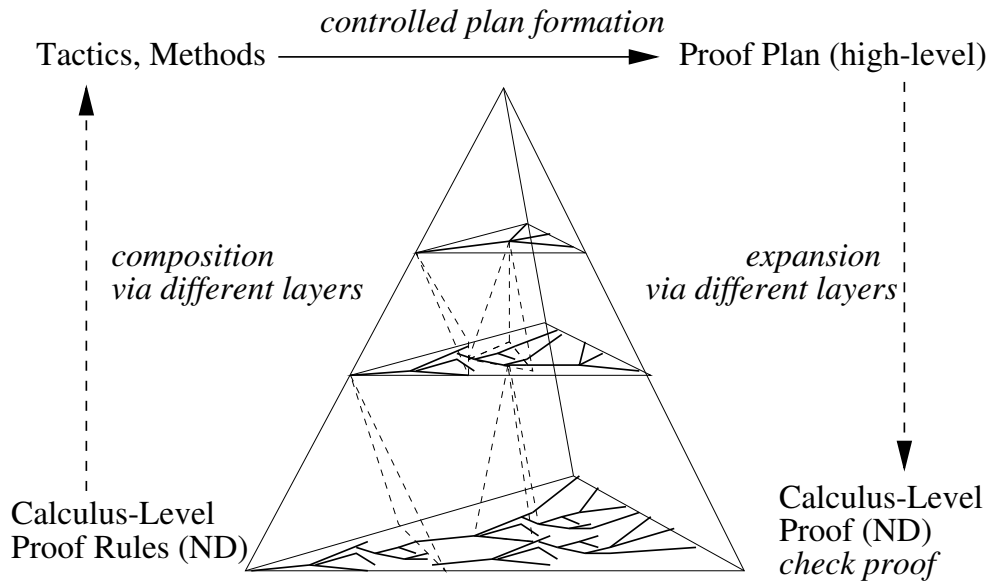 controlled plan formation
Tactics, Methods
Proof Plan (high-level)
composition
via different layers
expansion
via different layers
Calculus-Level
Proof Rules (ND)
Calculus-Level
Proof (ND)
check proof